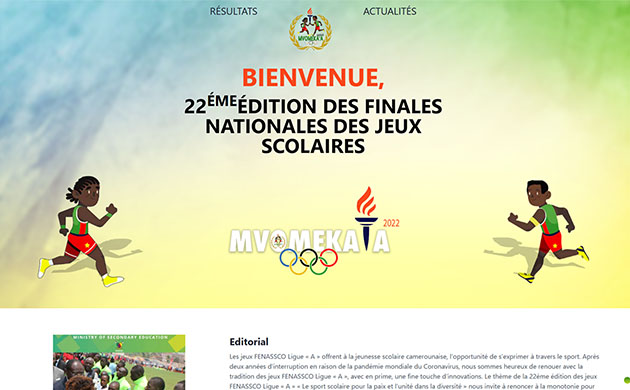 RÉSULTATS
ACTUALITÉS
MVOMEKA'A
BIENVENUE,
22ÉMEÉDITION DES FINALES
NATIONALES DES JEUX
SCOLAIRES
2022
MVOMEKA A
MINISTRY OF SECONDARY EDUCATION
Editorial
Les jeux FENASSCO Ligue « A » offrent à la jeunesse scolaire camerounaise, l'opportunité de s'exprimer à travers le sport. Après
deux années d'interruption en raison de la pandémie mondiale du Coronavirus, nous sommes heureux de renouer avec la
tradition des jeux FENASSCO Ligue « A », avec en prime, une fine touche d'innovations. Le thème de la 22ème édition des jeux
FENASSCO Ligue « A » « Le sport scolaire pour la paix et l'unité dans la diversité » nous invite à renoncer à la monotonie pour